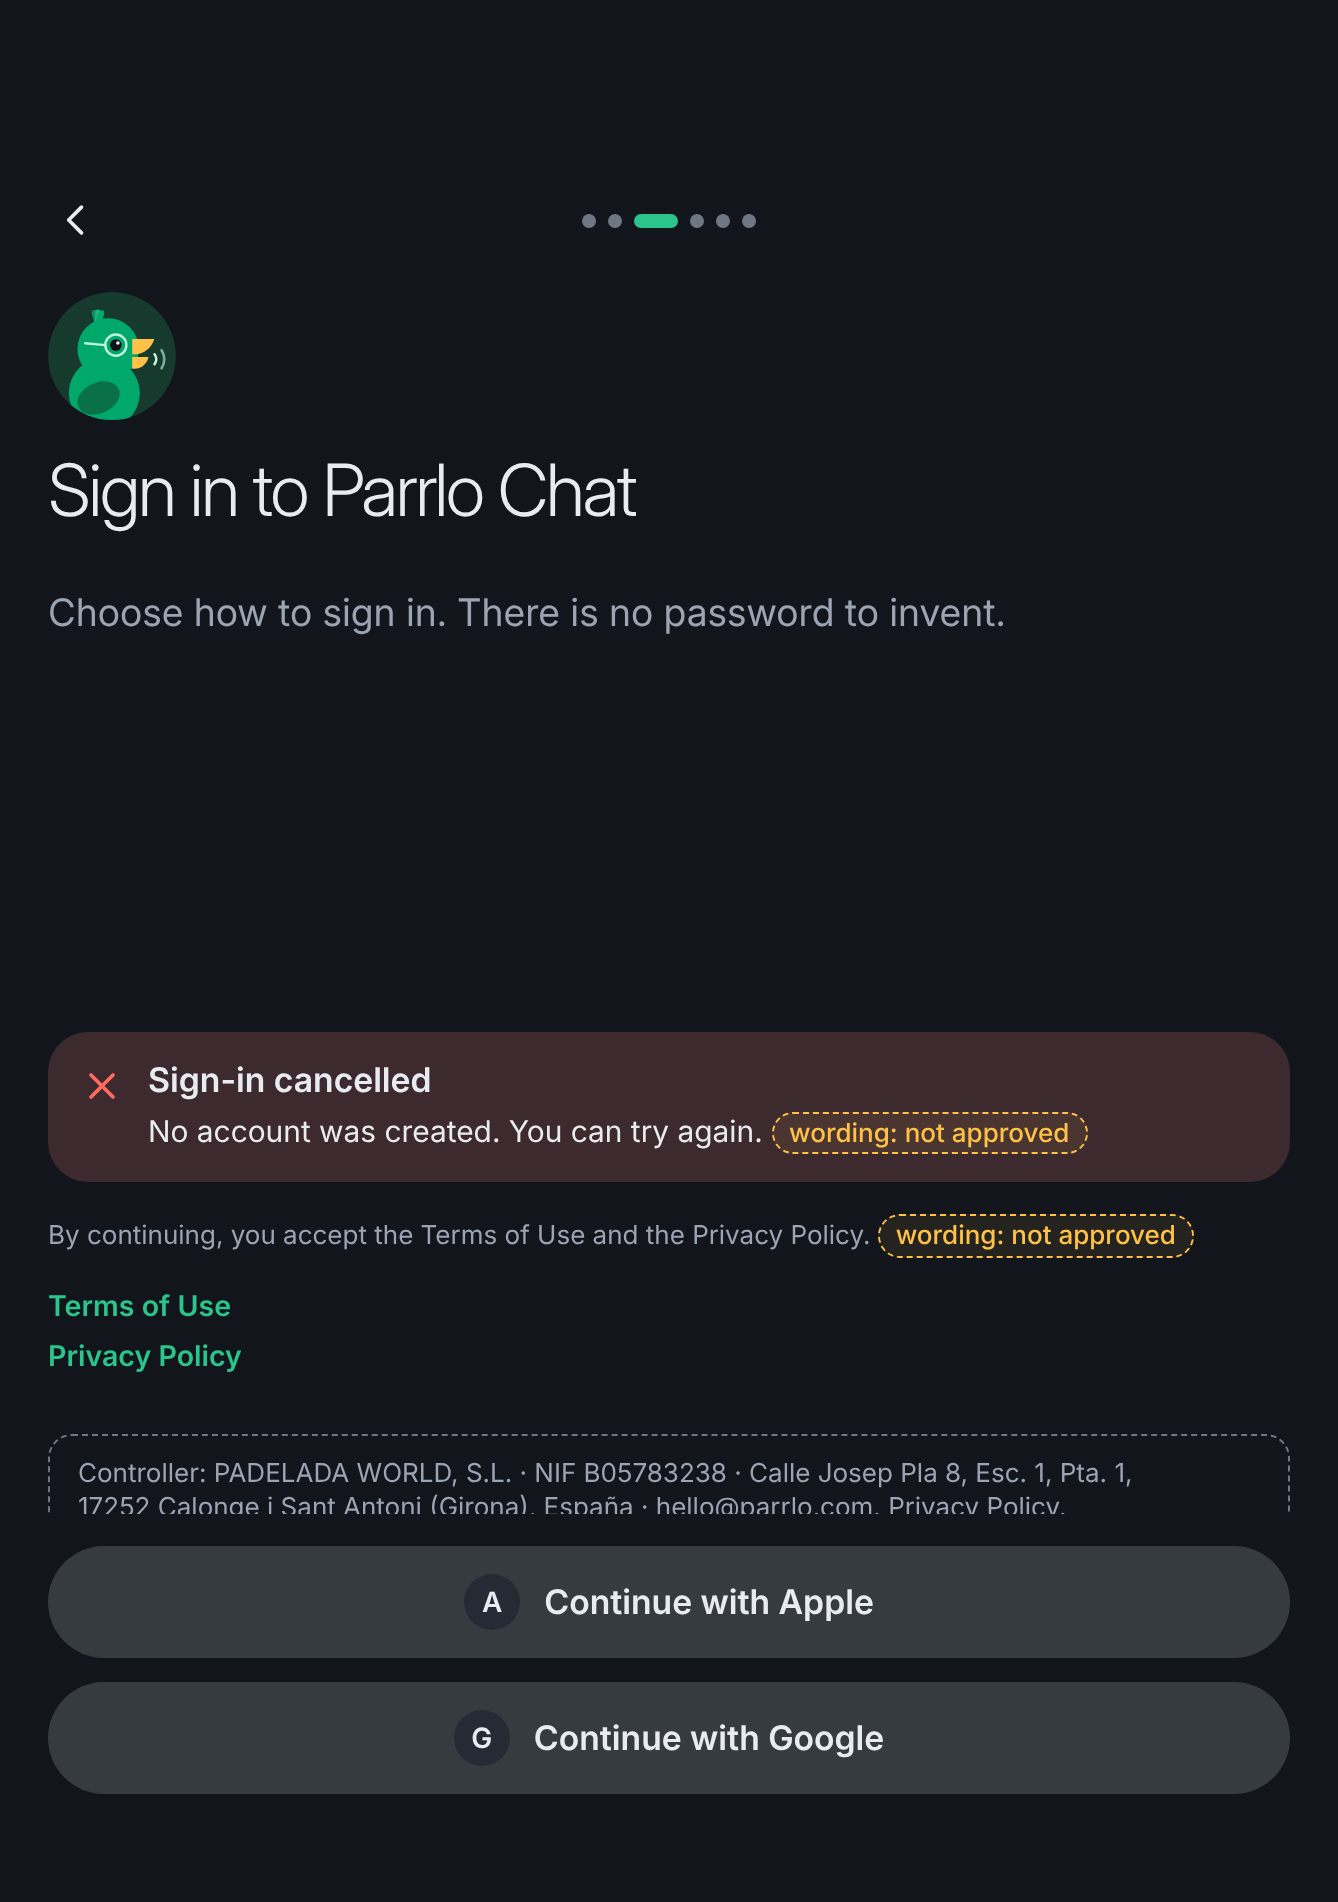 Sign in to Parrlo Chat
Choose how to sign in. There is no password to invent.
Sign-in cancelled
No account was created. You can try again. wording: not approved
By continuing, you accept the Terms of Use and the Privacy Policy. wording: not approved
Terms of Use
Privacy Policy
Controller: PADELADA WORLD, S.L. · NIF B05783238 · Calle Josep Pla 8, Esc. 1, Pta. 1,
17252 Calonge i Sant Antoni (Girona), España · hello@parrlo.com. Privacy Policy.
A Continue with Apple
G Continue with Google